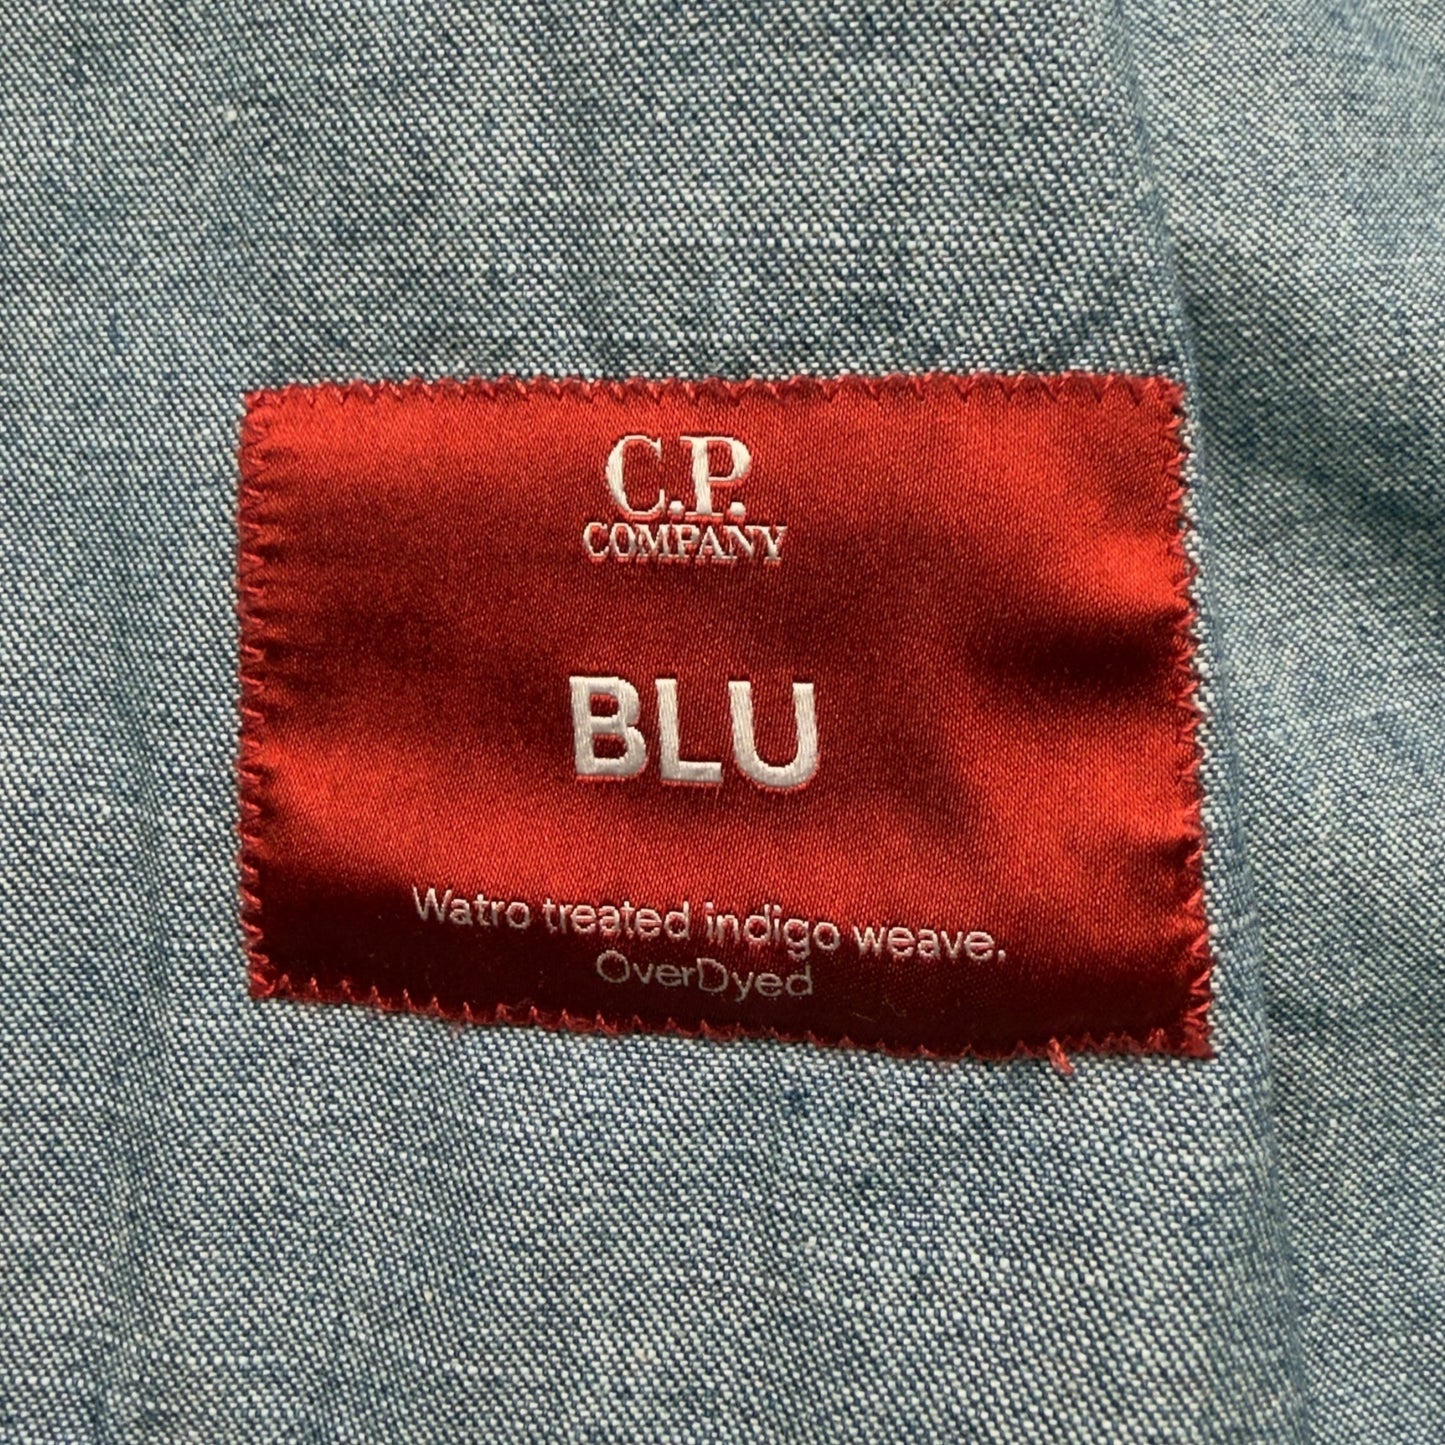 C.P.
COMPANY
BLU
Watro treated indigo weave.
OverDyed